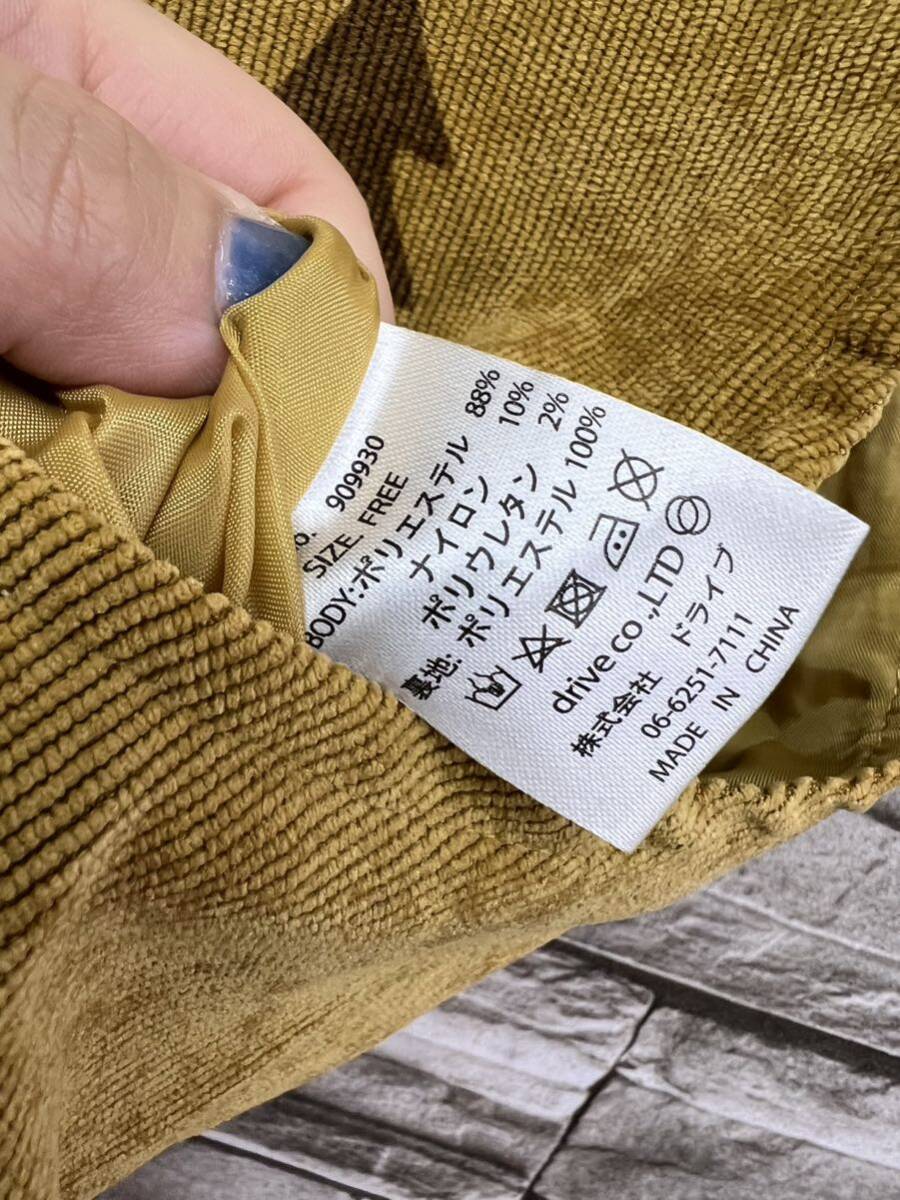 909930
SIZE. FREE
BODY:ポリエステル 88%
ナイロン 10%
ポリウレタン 2%
裏地: ポリエステル 100%
drive co.,LTD
株式会社 ドライブ
06-6251-7111
MADE IN CHINA